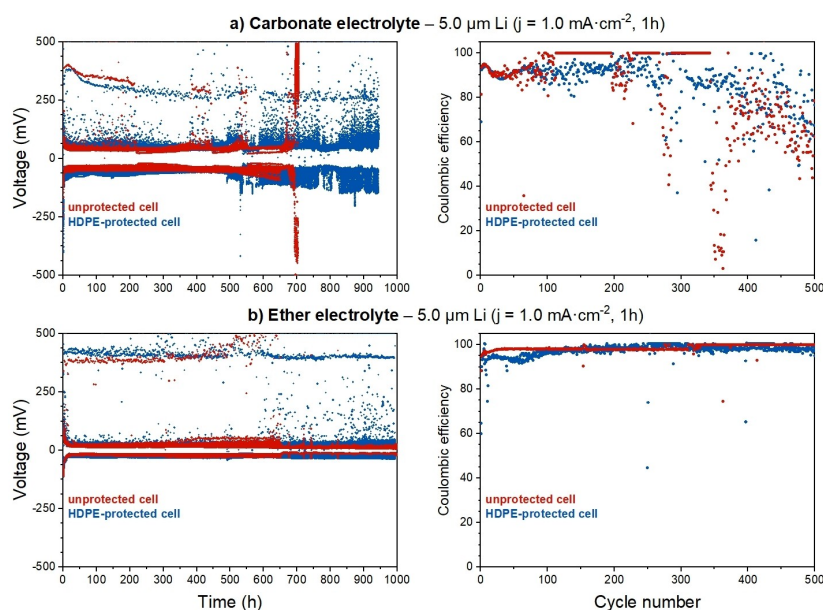 a) Carbonate electrolyte – 5.0 µm Li (j = 1.0 mA·cm⁻², 1h)
500
250
0
-250
-500
Voltage (mV)
unprotected cell
HDPE-protected cell
0 100 200 300 400 500 600 700 800 900 1000
100
80
60
40
20
0
Coulombic efficiency
unprotected cell
HDPE-protected cell
0 100 200 300 400 500
b) Ether electrolyte – 5.0 µm Li (j = 1.0 mA·cm⁻², 1h)
500
250
0
-250
-500
Voltage (mV)
unprotected cell
HDPE-protected cell
0 100 200 300 400 500 600 700 800 900 1000
Time (h)
100
80
60
40
20
0
Coulombic efficiency
unprotected cell
HDPE-protected cell
0 100 200 300 400 500
Cycle number